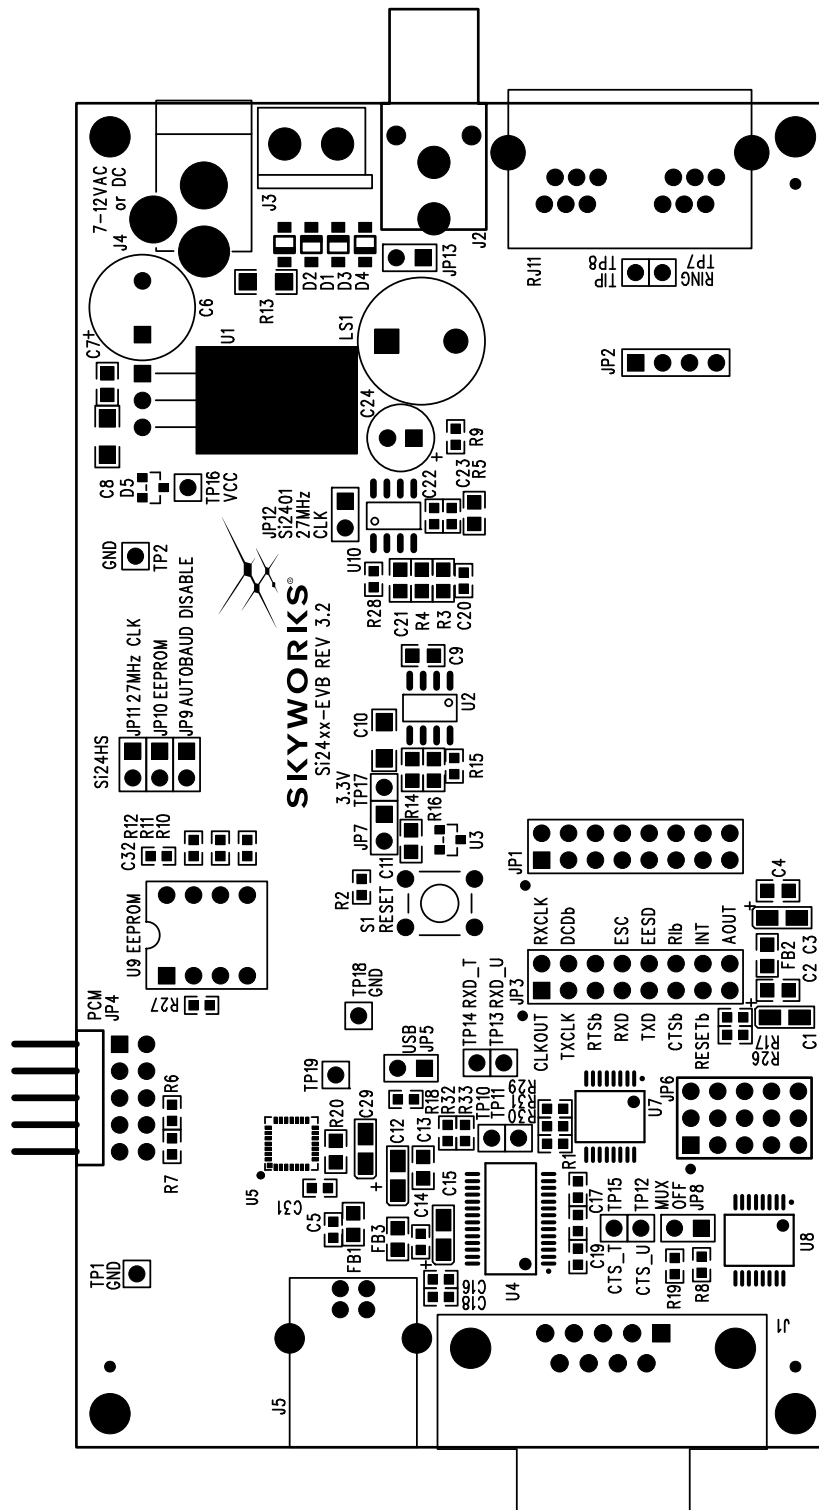 7-12VAC
or DC
J4
J3
J2
RJ11
TIP
TP8
RING
TP7
JP13
D2
D1
D3
D4
R13
C6
C7+
U1
LS1
C24
+
R9
JP2
C8
D5
TP16
VCC
JP12
Si2401
27MHz
CLK
U10
C22
C23
R5
GND
TP2
R28
C21
R4
R3
C20
SKYWORKS®
Si24xx-EVB REV 3.2
C9
U2
Si24HS
JP11 27MHz CLK
JP10 EEPROM
JP9 AUTOBAUD DISABLE
C10
3.3V
TP17
R15
R14
R16
JP7
C11
U3
R12
R11
R10
C32
R2
S1
RESET
U9 EEPROM
JP1
C4
+
C3
FB2
C2
+
C1
RXCLK
DCDb
ESC
EESD
RIb
INT
AOUT
JP3
CLKOUT
TXCLK
RTSb
RXD
TXD
CTSb
RESETb
R17
R26
R27
TP18
GND
TP14 RXD_T
TP13 RXD_U
PCM
JP4
TP19
USB
JP5
R6
R7
R20
C29
R18
R32
R33
TP10
TP11
R29
R31
R30
U7
JP6
U5
C31
C12
+
C13
C14
C15
+
R1
C17
C19
TP15
TP12
CTS_T
CTS_U
MUX
OFF
JP8
U8
C5
FB1
FB3
C16
C18
U4
R19
R8
TP1
GND
J5
J1